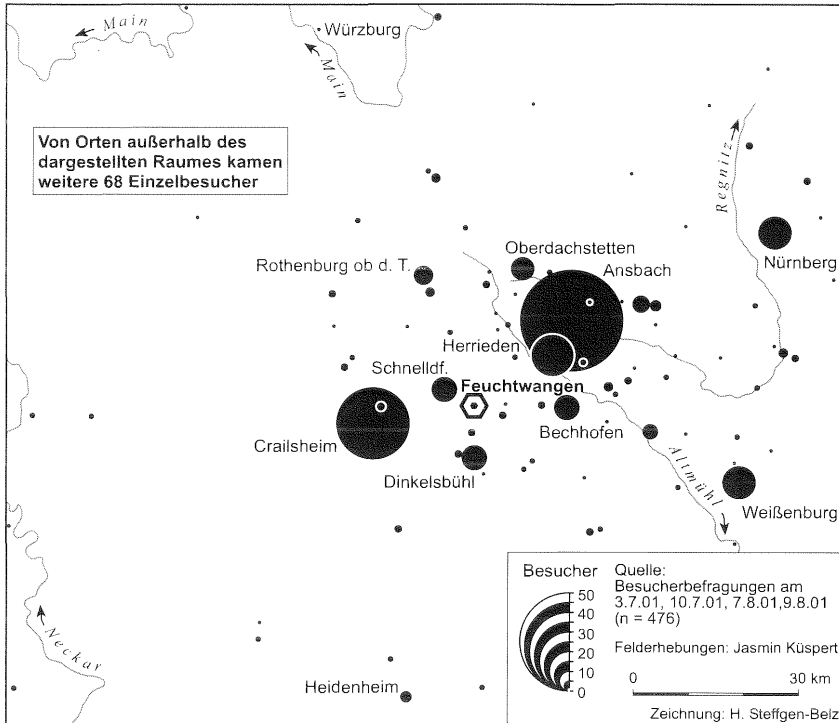 Main
Würzburg
Main
Von Orten außerhalb des
dargestellten Raumes kamen
weitere 68 Einzelbesucher
Regnitz
Oberdachstetten
Rothenburg ob d. T.
Ansbach
Nürnberg
Herrieden
Schnelldf.
Feuchtwangen
Crailsheim
Bechhofen
Dinkelsbühl
Altmühl
Weißenburg
Neckar
Heidenheim
Besucher
50
40
30
20
10
0
Quelle:
Besucherbefragungen am
3.7.01, 10.7.01, 7.8.01,9.8.01
(n = 476)
Felderhebungen: Jasmin Küspert
0 30 km
Zeichnung: H. Steffgen-Belz